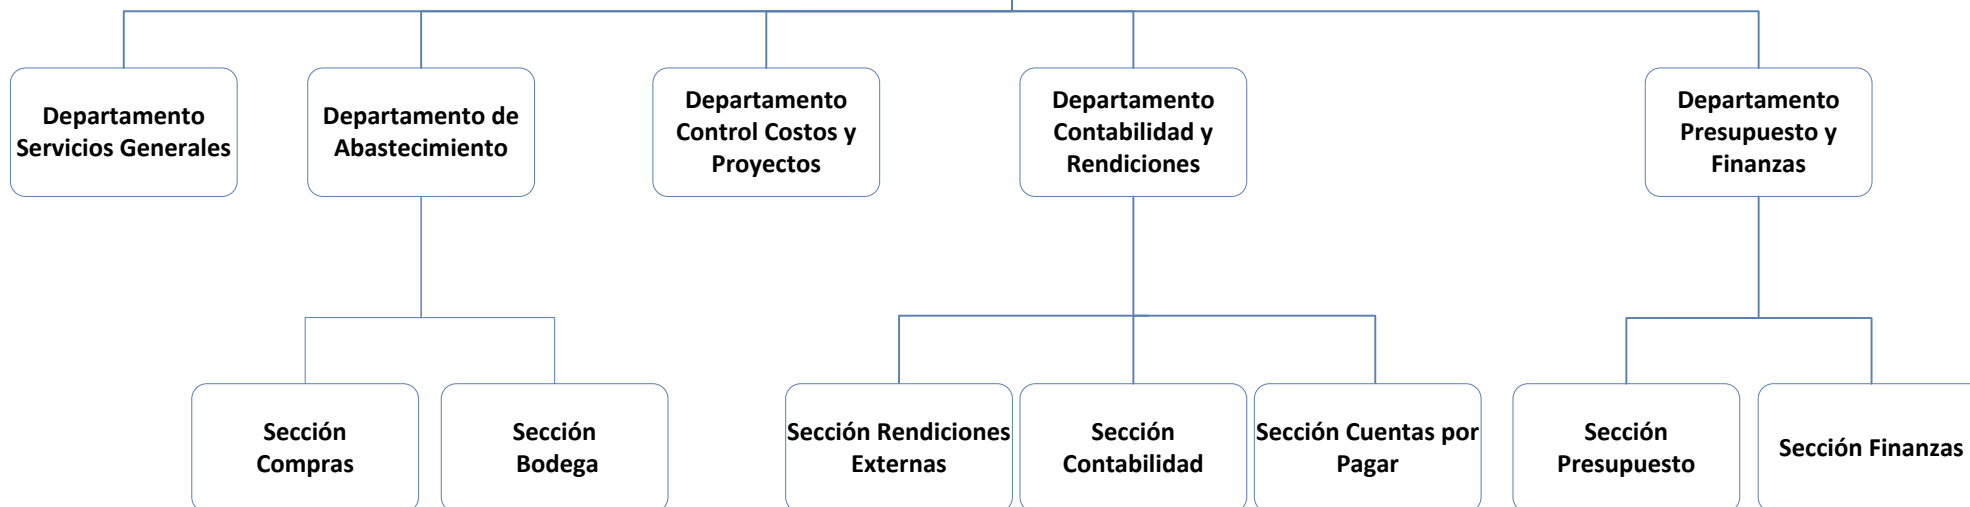 Departamento
Servicios Generales
Departamento de
Abastecimiento
Departamento
Control Costos y
Proyectos
Departamento
Contabilidad y
Rendiciones
Departamento
Presupuesto y
Finanzas
Sección
Compras
Sección
Bodega
Sección Rendiciones
Externas
Sección
Contabilidad
Sección Cuentas por
Pagar
Sección
Presupuesto
Sección Finanzas